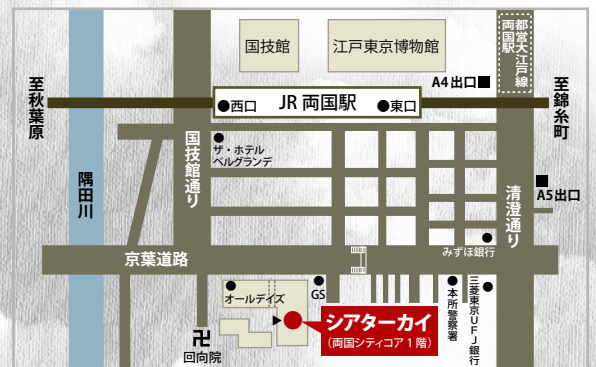 国技館
江戸東京博物館
都営大江戸線
両国駅
A4出口
至秋葉原
西口
JR 両国駅
東口
至錦糸町
国技館通り
ザ・ホテル
ベルグランデ
隅田川
清澄通り
A5出口
京葉道路
みずほ銀行
オールデイズ
GS
シアターカイ
(両国シティコア1階)
本所警察署
三菱東京UFJ銀行
卍
回向院